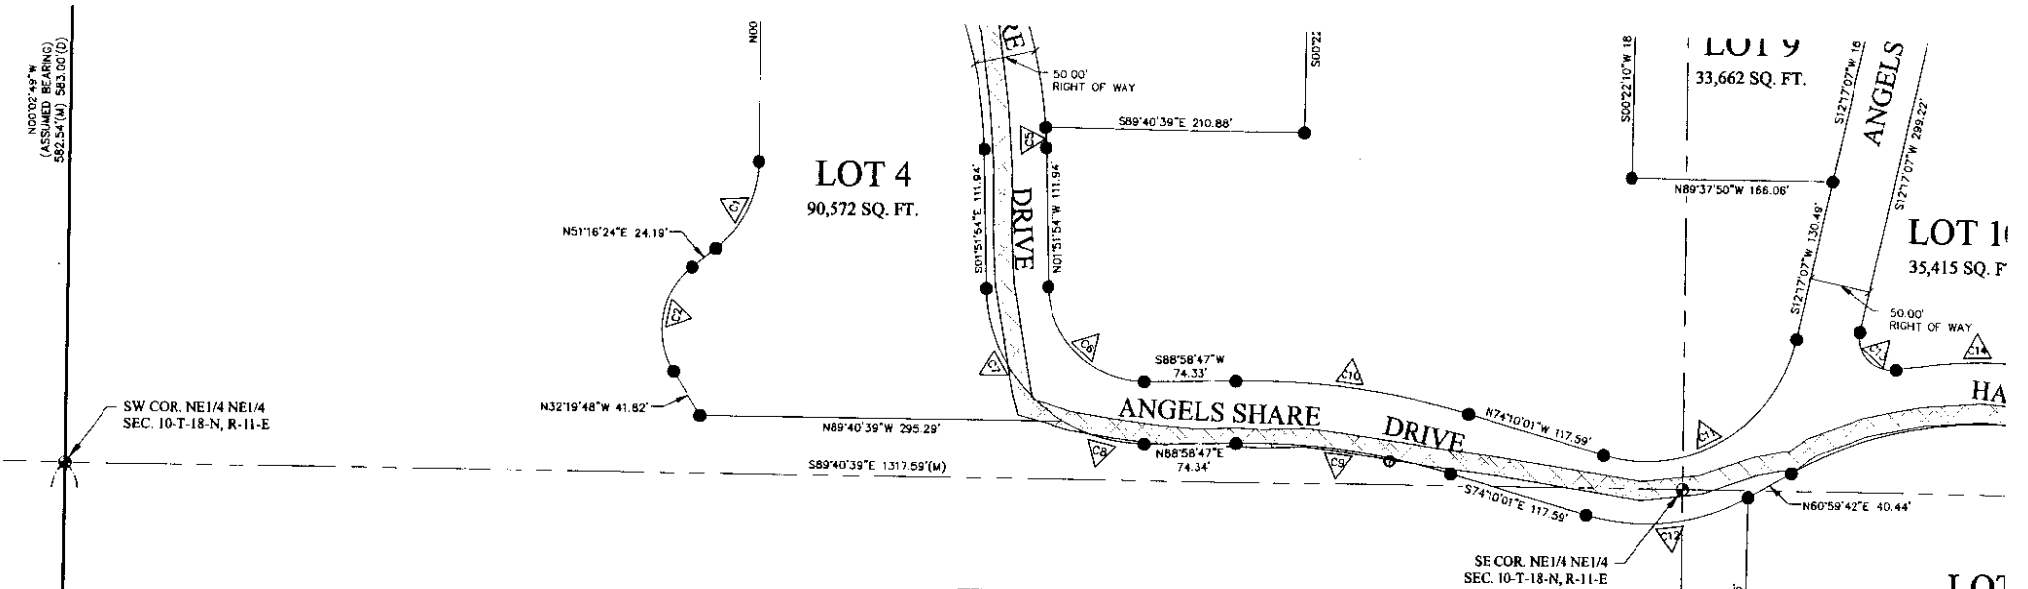 N00°02'49"W
(ASSUMED BEARING)
582.54'(M) 583.00'(D)
N00
LOT 4
90,572 SQ. FT.
C1
N51°16'24"E 24.19'
C2
N32°19'48"W 41.82'
SW COR. NE1/4 NE1/4
SEC. 10-T-18-N, R-11-E
N89°40'39"W 295.29'
S89°40'39"E 1317.59'(M)
RE
50.00'
RIGHT OF WAY
C5
S89°40'39"E 210.88'
S00°22
S01°51'54"E 111.94'
DRIVE
N01°51'54"W 111.94'
C7
C6
S88°58'47"W
74.33'
C10
ANGELS SHARE DRIVE
C8
N88°58'47"E
74.34'
C9
N74°10'01"W 117.59'
S74°10'01"E 117.59'
C11
C12
SE COR. NE1/4 NE1/4
SEC. 10-T-18-N, R-11-E
N60°59'42"E 40.44'
S00°22'10"W 18
LOT 9
33,662 SQ. FT.
N89°37'50"W 166.06'
S12°17'07"W 18
ANGELS
S12°17'07"W 299.22'
S12°17'07"W 130.49'
LOT 1
35,415 SQ. F
50.00'
RIGHT OF WAY
C14
HA
LOT